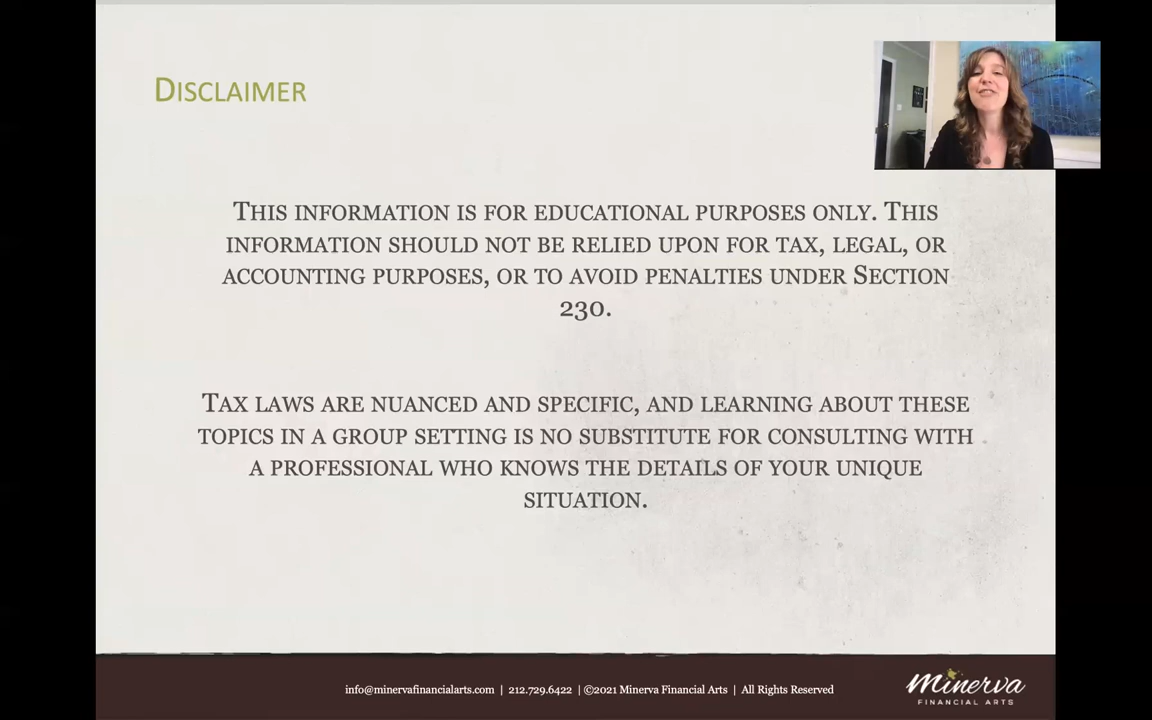 Disclaimer
This information is for educational purposes only. This
information should not be relied upon for tax, legal, or
accounting purposes, or to avoid penalties under Section
230.
Tax laws are nuanced and specific, and learning about these
topics in a group setting is no substitute for consulting with
a professional who knows the details of your unique
situation.
info@minervafinancialarts.com | 212.729.6422 | ©2021 Minerva Financial Arts | All Rights Reserved
Minerva
FINANCIAL ARTS